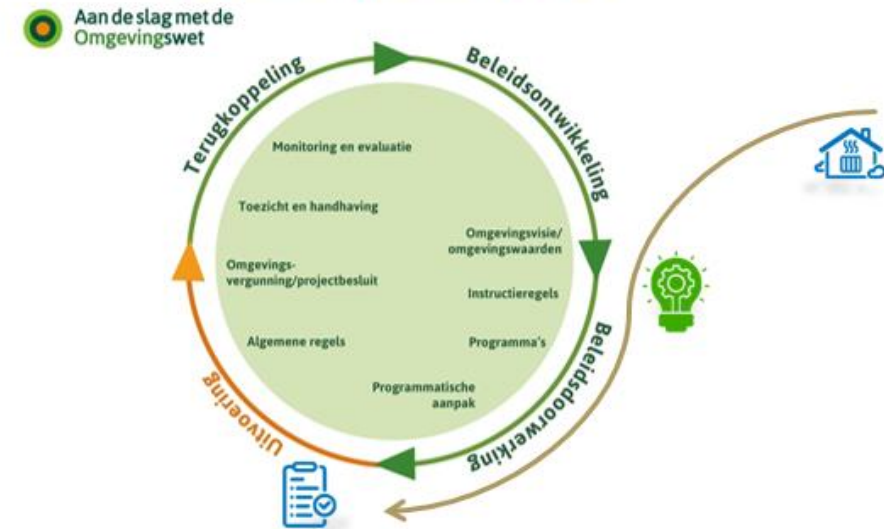 Aan de slag met de
Omgevingswet
Terugkoppeling
Beleidsontwikkeling
Monitoring en evaluatie
Toezicht en handhaving
Omgevingsvisie/
omgevingswaarden
Omgevings-
vergunning/projectbesluit
Instructieregels
Algemene regels
Programma's
Programmatische
aanpak
Beleidsdoorwerking
Uitvoering